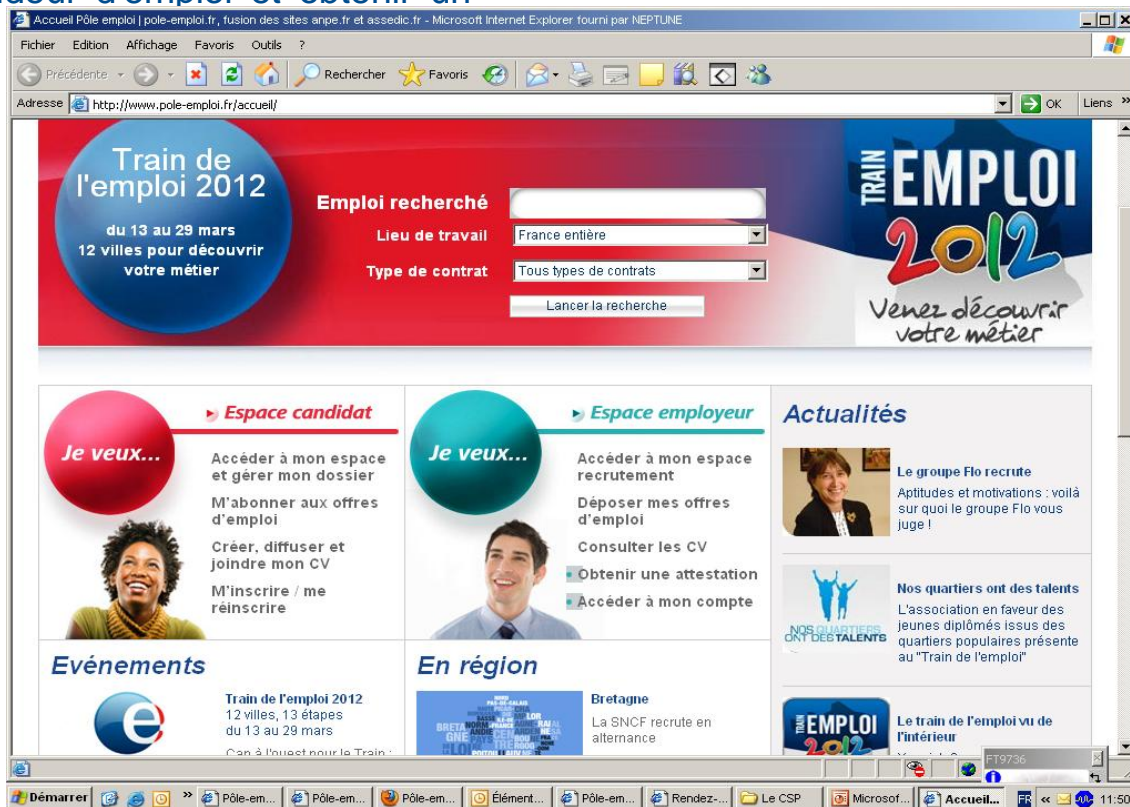 d'emploi et obtenir un
Accueil Pôle emploi | pole-emploi.fr, fusion des sites anpe.fr et assedic.fr - Microsoft Internet Explorer fourni par NEPTUNE
Fichier Edition Affichage Favoris Outils ?
Précédente Rechercher Favoris
Adresse http://www.pole-emploi.fr/accueil/ OK Liens »
Train de
l'emploi 2012
du 13 au 29 mars
12 villes pour découvrir
votre métier
Emploi recherché
Lieu de travail France entière
Type de contrat Tous types de contrats
Lancer la recherche
TRAIN EMPLOI
2012
Venez découvrir
votre métier
Je veux...
Espace candidat
Accéder à mon espace
et gérer mon dossier
M'abonner aux offres
d'emploi
Créer, diffuser et
joindre mon CV
M'inscrire / me
réinscrire
Je veux...
Espace employeur
Accéder à mon espace
recrutement
Déposer mes offres
d'emploi
Consulter les CV
Obtenir une attestation
Accéder à mon compte
Actualités
Le groupe Flo recrute
Aptitudes et motivations : voilà
sur quoi le groupe Flo vous
juge !
NOS QUARTIERS
ONT DES TALENTS
Nos quartiers ont des talents
L'association en faveur des
jeunes diplômés issus des
quartiers populaires présente
au "Train de l'emploi"
TRAIN EMPLOI
2012
Le train de l'emploi vu de
l'intérieur
Evénements
Train de l'emploi 2012
12 villes, 13 étapes
du 13 au 29 mars
Cap à l'ouest pour le Train :
En région
Bretagne
La SNCF recrute en
alternance
FT9736
Démarrer » Pôle-em... Pôle-em... Pôle-em... Élément... Pôle-em... Rendez-... Le CSP Microsof... Accueil... FR « 11:50